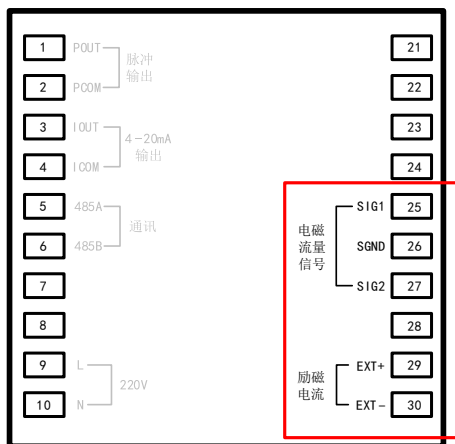 1 POUT
脉冲
输出
2 PCOM
3 IOUT
4-20mA
输出
4 ICOM
5 485A
通讯
6 485B
7
8
9 L
220V
10 N
21
22
23
24
SIG1 25
电磁
流量
信号
SGND 26
SIG2 27
28
EXT+ 29
励磁
电流
EXT- 30